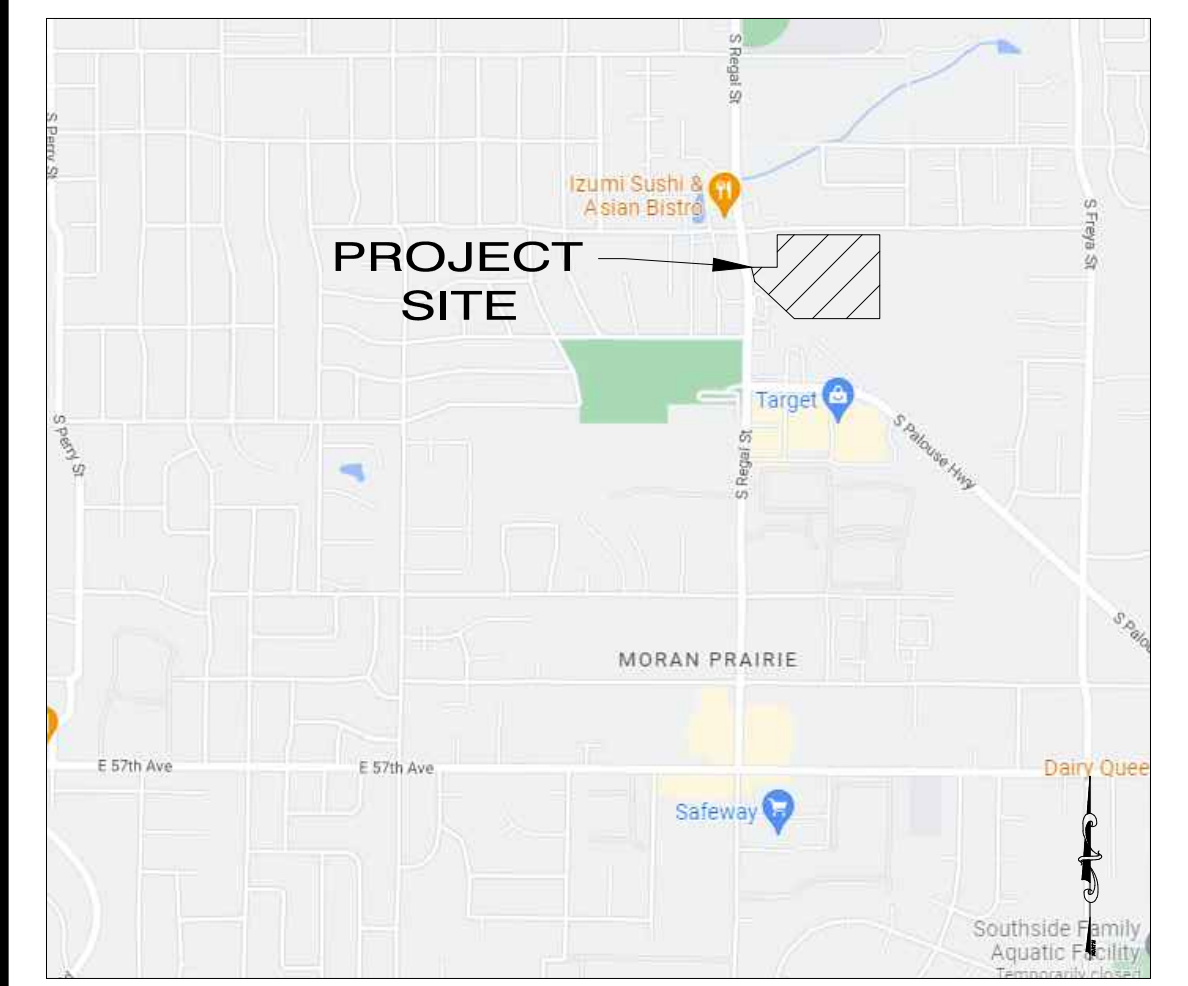 S Regal St
S Perry St
Izumi Sushi &
Asian Bistro
S Freya St
PROJECT
SITE
Target
S Perry St
S Regal St
S Palouse Hwy
S Palou
MORAN PRAIRIE
E 57th Ave
E 57th Ave
Dairy Quee
Safeway
Southside Family
Aquatic Facility
Temporarily closed